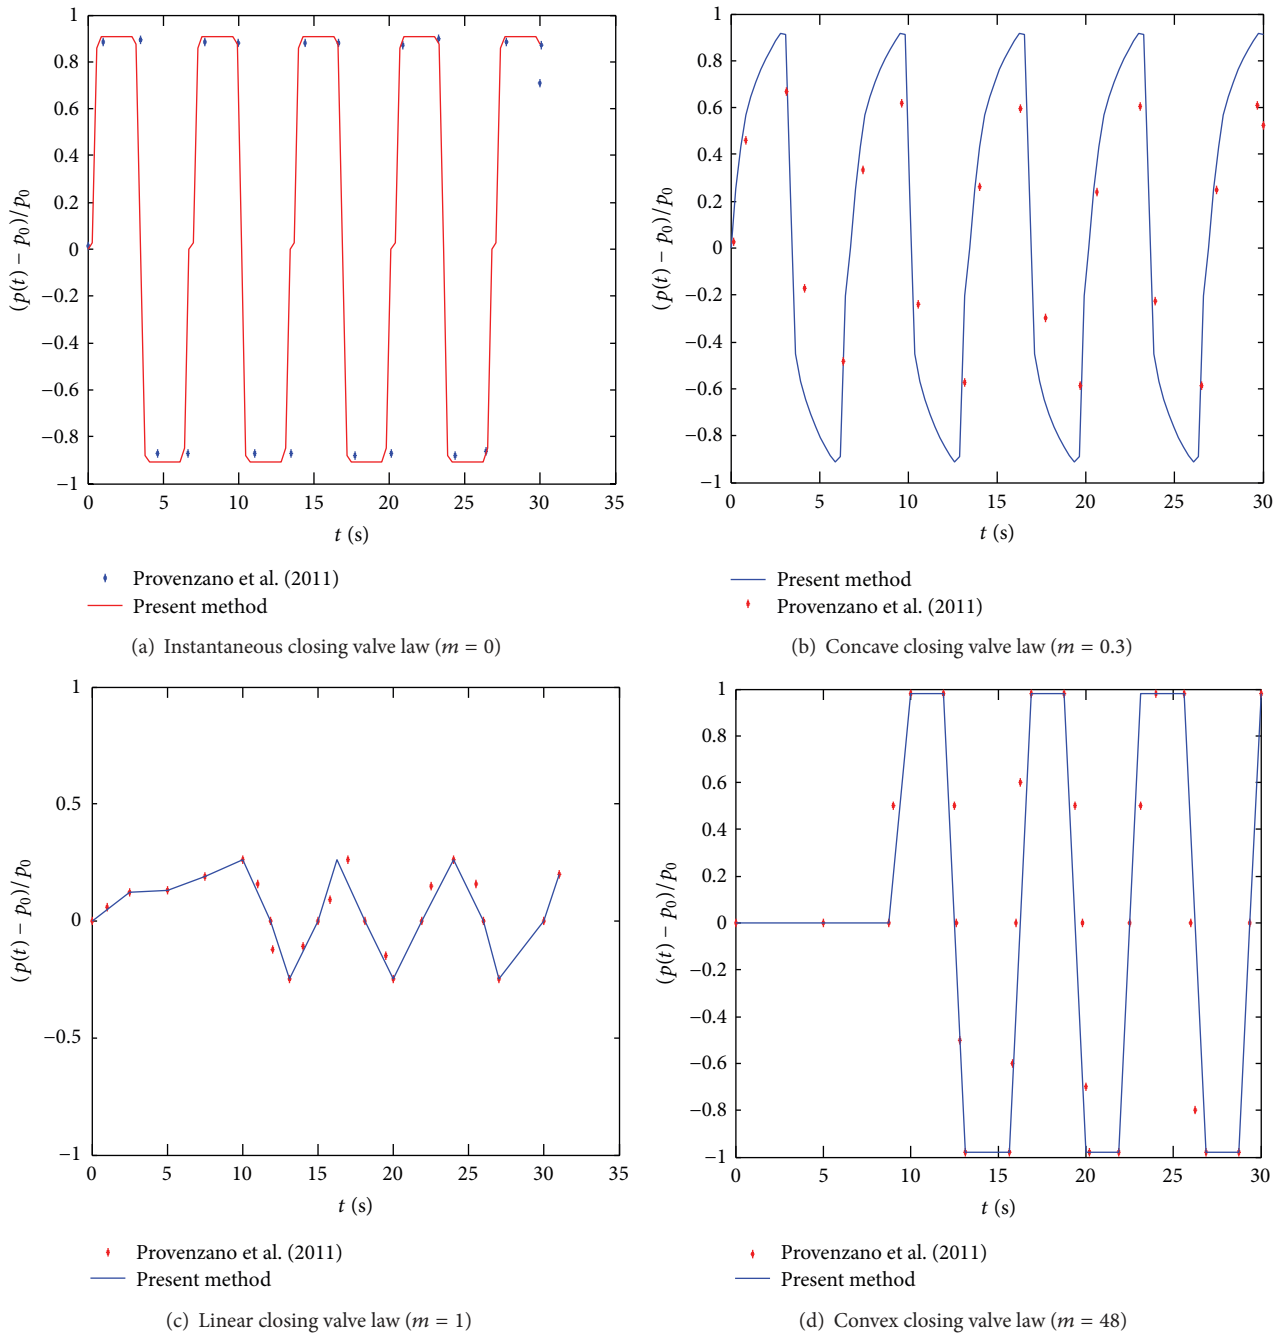 1
0.8
0.6
0.4
0.2
0
−0.2
−0.4
−0.6
−0.8
−1
(p(t) − p0)/p0
0 5 10 15 20 25 30 35
t (s)
Provenzano et al. (2011)
Present method
(a) Instantaneous closing valve law (m = 0)
1
0.8
0.6
0.4
0.2
0
−0.2
−0.4
−0.6
−0.8
−1
(p(t) − p0)/p0
0 5 10 15 20 25 30
t (s)
Present method
Provenzano et al. (2011)
(b) Concave closing valve law (m = 0.3)
1
0.5
0
−0.5
−1
(p(t) − p0)/p0
0 5 10 15 20 25 30 35
t (s)
Provenzano et al. (2011)
Present method
(c) Linear closing valve law (m = 1)
1
0.8
0.6
0.4
0.2
0
−0.2
−0.4
−0.6
−0.8
−1
(p(t) − p0)/p0
0 5 10 15 20 25 30
t (s)
Provenzano et al. (2011)
Present method
(d) Convex closing valve law (m = 48)